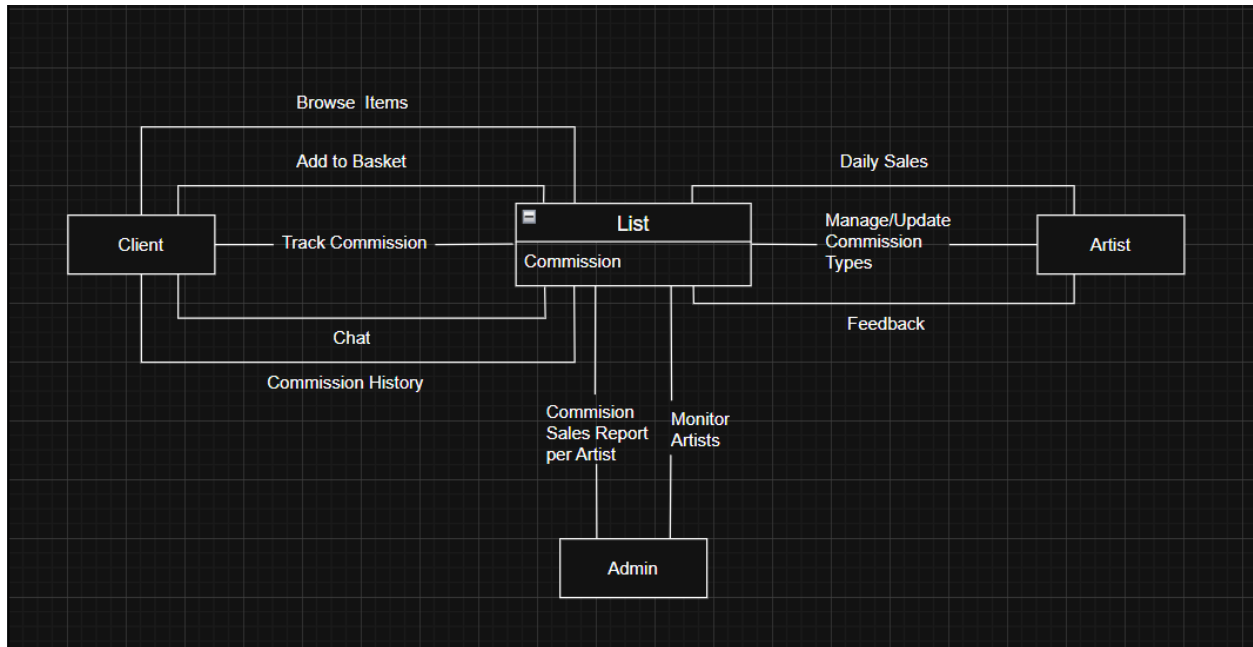 Browse Items
Add to Basket
Daily Sales
List
Manage/Update
Commission
Types
Client
Track Commission
Commission
Artist
Chat
Feedback
Commission History
Commision
Sales Report
per Artist
Monitor
Artists
Admin